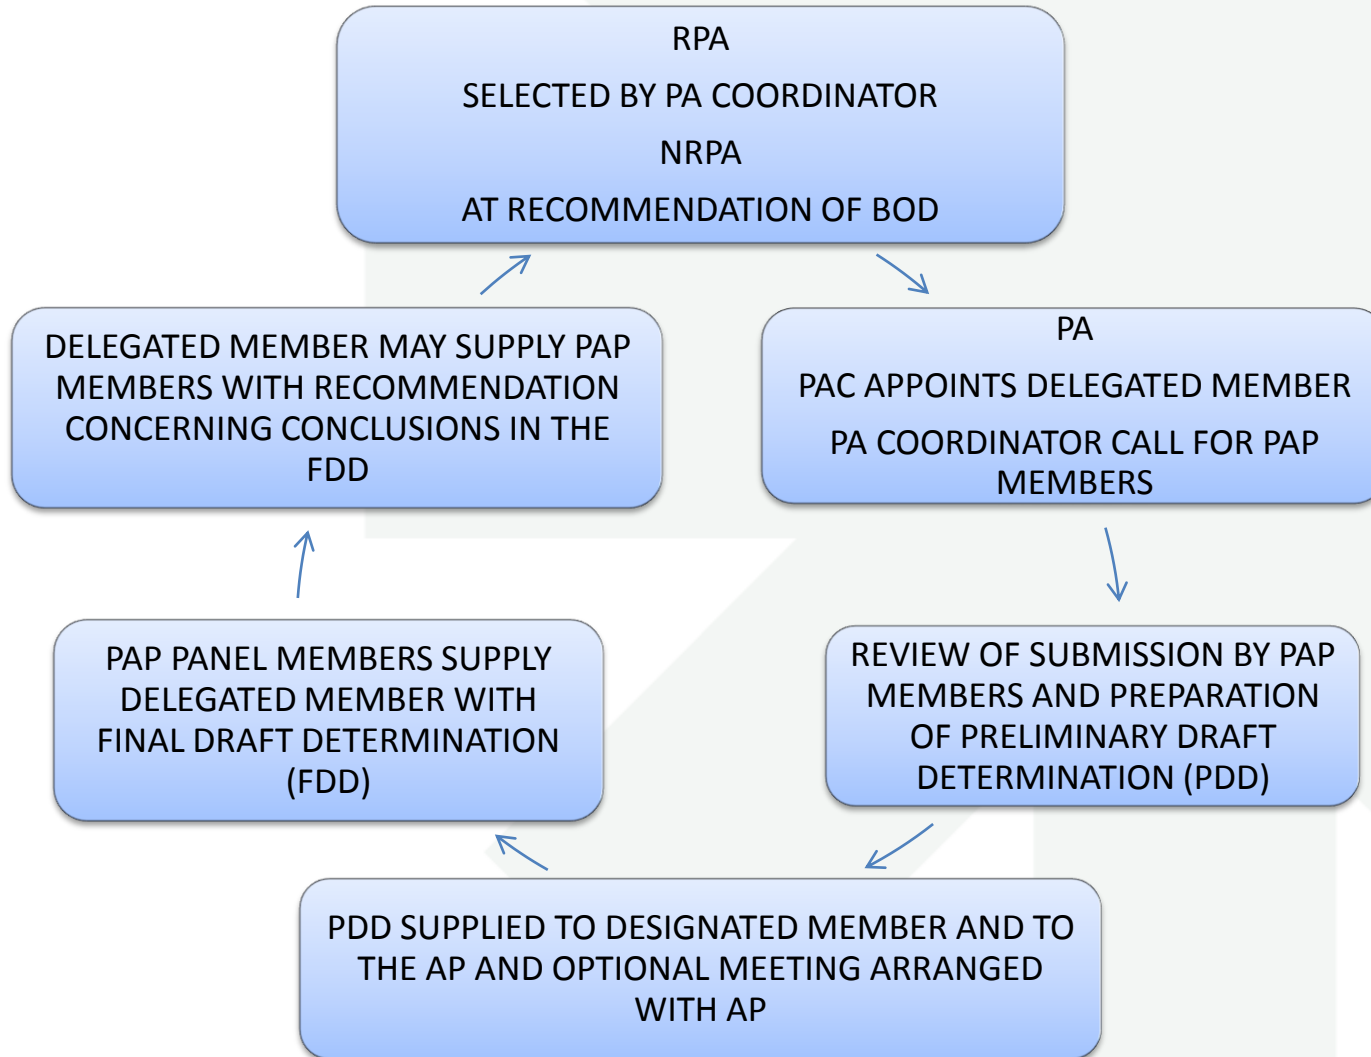 RPA
SELECTED BY PA COORDINATOR
NRPA
AT RECOMMENDATION OF BOD
PA
PAC APPOINTS DELEGATED MEMBER
PA COORDINATOR CALL FOR PAP
MEMBERS
REVIEW OF SUBMISSION BY PAP
MEMBERS AND PREPARATION
OF PRELIMINARY DRAFT
DETERMINATION (PDD)
PDD SUPPLIED TO DESIGNATED MEMBER AND TO
THE AP AND OPTIONAL MEETING ARRANGED
WITH AP
PAP PANEL MEMBERS SUPPLY
DELEGATED MEMBER WITH
FINAL DRAFT DETERMINATION
(FDD)
DELEGATED MEMBER MAY SUPPLY PAP
MEMBERS WITH RECOMMENDATION
CONCERNING CONCLUSIONS IN THE
FDD